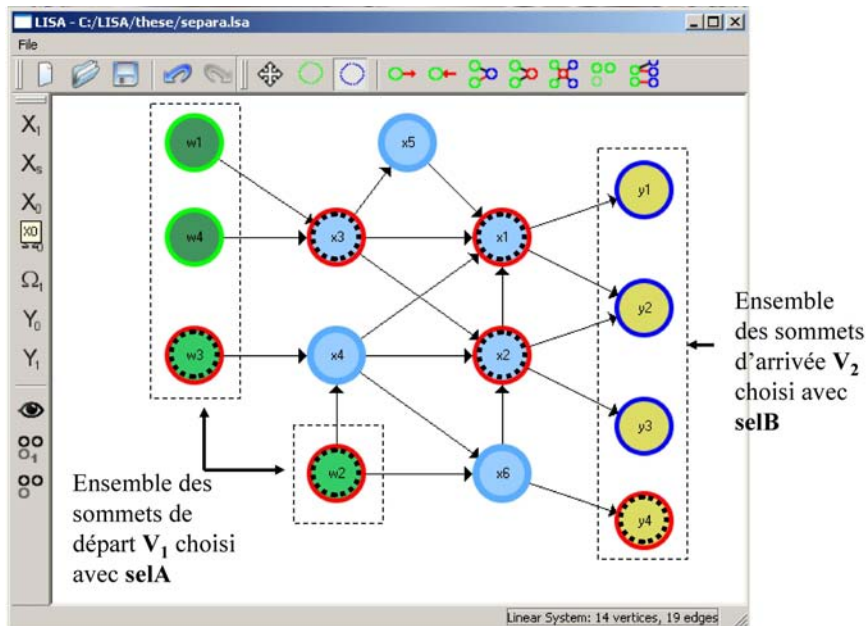 LISA - C:/LISA/these/separa.lsa
File
X1
Xs
X0
X0
Ω1
Y0
Y1
w1
x5
w4
x3
x1
y1
y2
w3
x4
x2
y3
w2
x6
y4
Ensemble
des sommets
d'arrivée V2
choisi avec
selB
Ensemble des
sommets de
départ V1 choisi
avec selA
Linear System: 14 vertices, 19 edges